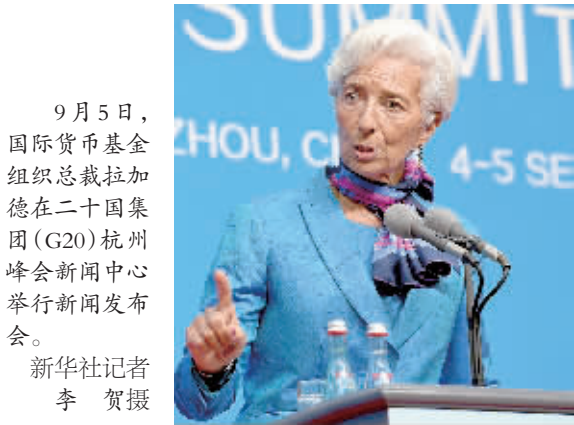 9月5日，
国际货币基金
组织总裁拉加
德在二十国集
团（G20）杭州
峰会新闻中心
举行新闻发布
会。
新华社记者
李　贺摄
SUMMIT
ZHOU, C
4-5 SE